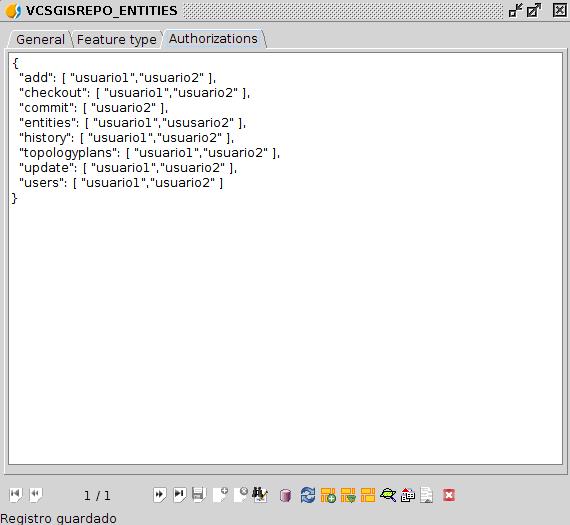 VCSGISREPO_ENTITIES
General Feature type Authorizations
{
"add": [ "usuario1","usuario2" ],
"checkout": [ "usuario1","usuario2" ],
"commit": [ "usuario2" ],
"entities": [ "usuario1","ususario2" ],
"history": [ "usuario1","usuario2" ],
"topologyplans": [ "usuario1","usuario2" ],
"update": [ "usuario1","usuario2" ],
"users": [ "usuario1","usuario2" ]
}
1 / 1
Registro guardado